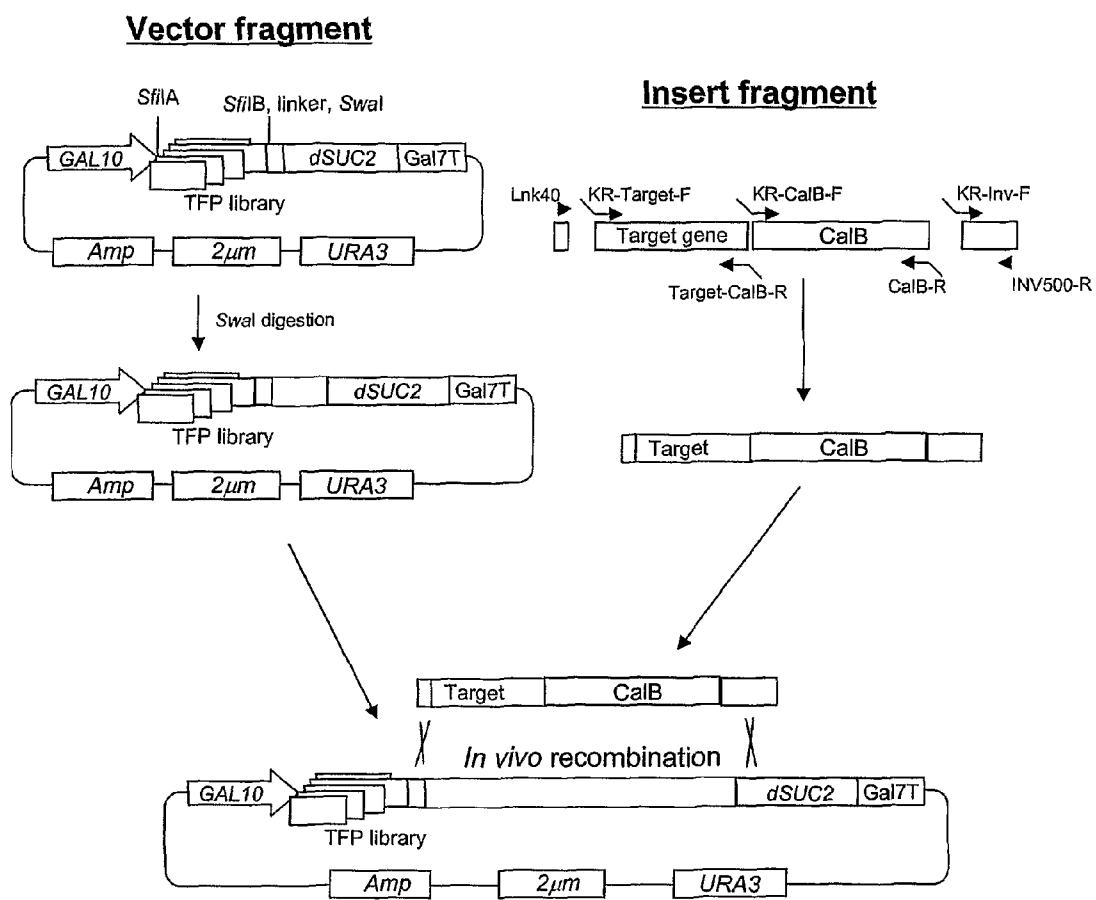 Vector fragment
SfiIA
SfiIB, linker, SwaI
GAL10
dSUC2
Gal7T
TFP library
Amp
2μm
URA3
SwaI digestion
GAL10
dSUC2
Gal7T
TFP library
Amp
2μm
URA3
Insert fragment
Lnk40
KR-Target-F
KR-CalB-F
KR-Inv-F
Target gene
CalB
Target-CalB-R
CalB-R
INV500-R
Target
CalB
Target
CalB
In vivo recombination
GAL10
dSUC2
Gal7T
TFP library
Amp
2μm
URA3